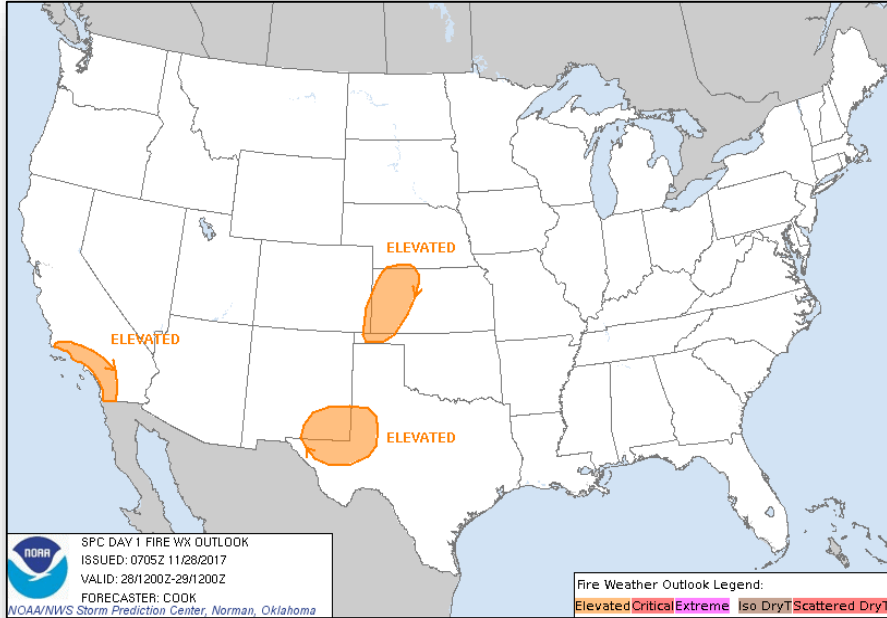 ELEVATED
ELEVATED
ELEVATED
NOAA
SPC DAY 1 FIRE WX OUTLOOK
ISSUED: 0705Z 11/28/2017
VALID: 28/1200Z-29/1200Z
FORECASTER: COOK
NOAA/NWS Storm Prediction Center, Norman, Oklahoma
Fire Weather Outlook Legend:
Elevated Critical Extreme Iso DryT Scattered DryT